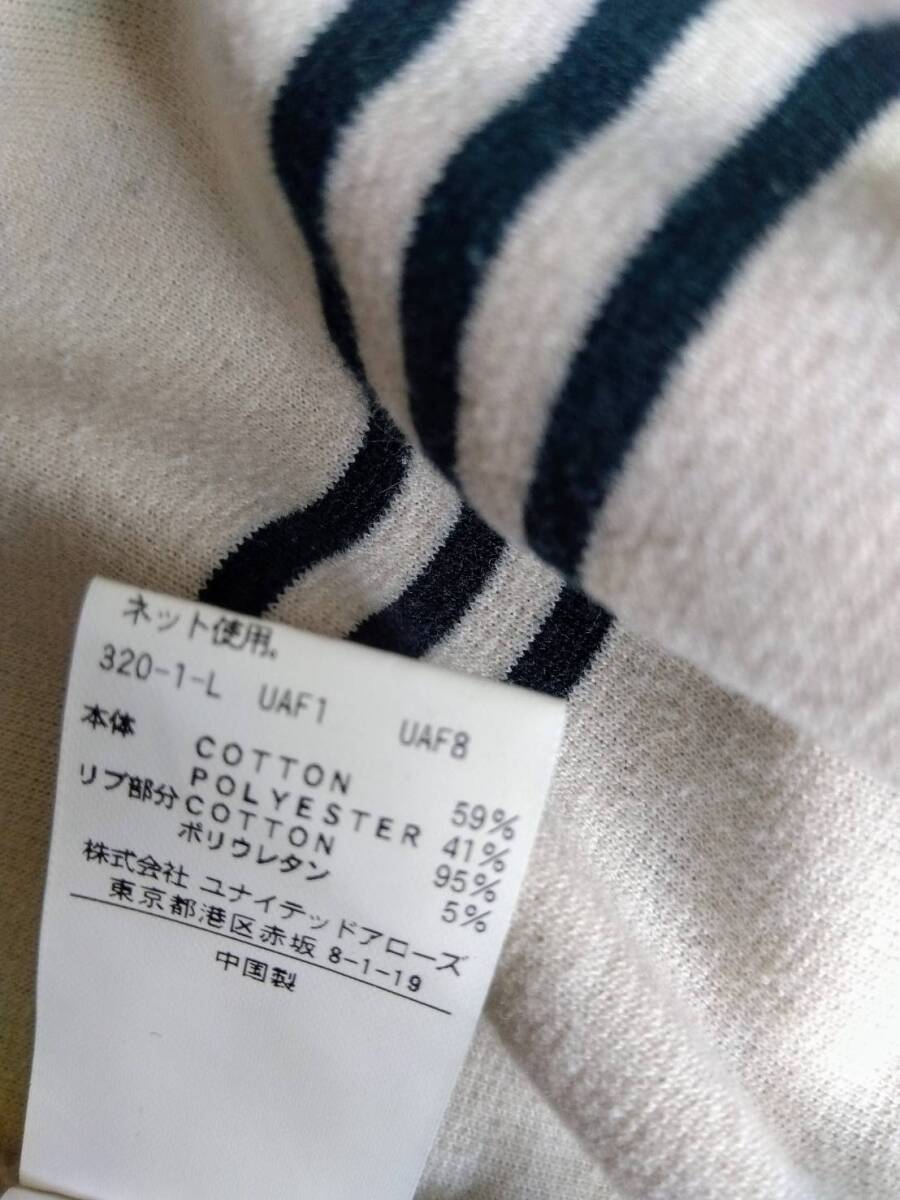 ネット使用。
320-1-L UAF1 UAF8
本体 COTTON 59%
POLYESTER 41%
リブ部分 COTTON 95%
ポリウレタン 5%
株式会社 ユナイテッドアローズ
東京都港区赤坂 8-1-19
中国製